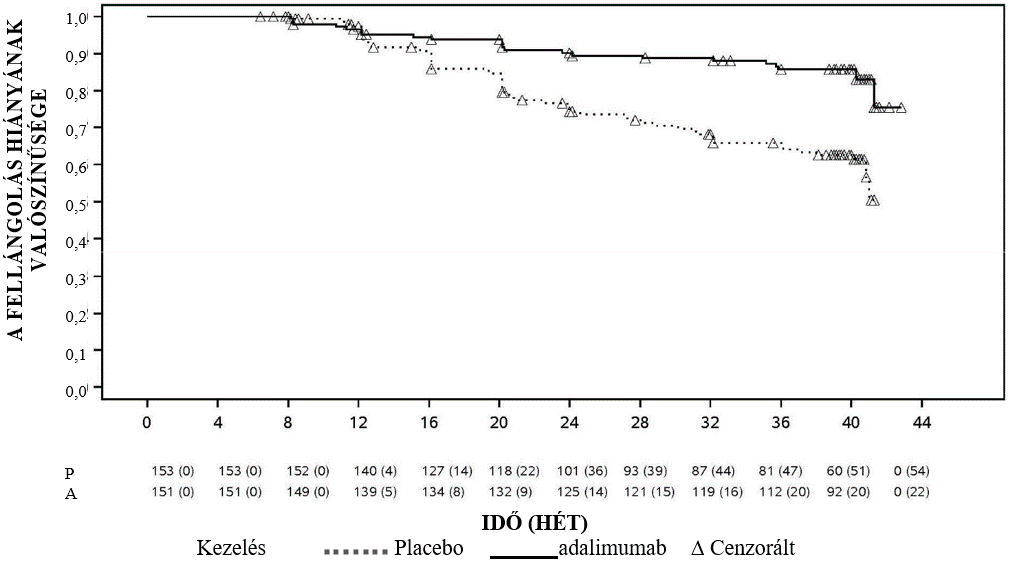 A FELLÁNGOLÁS HIÁNYÁNAK
VALÓSZÍNŰSÉGE
1,0
0,9
0,8
0,7
0,6
0,5
0,4
0,3
0,2
0,1
0,0
0 4 8 12 16 20 24 28 32 36 40 44
P 153 (0) 153 (0) 152 (0) 140 (4) 127 (14) 118 (22) 101 (36) 93 (39) 87 (44) 81 (47) 60 (51) 0 (54)
A 151 (0) 151 (0) 149 (0) 139 (5) 134 (8) 132 (9) 125 (14) 121 (15) 119 (16) 112 (20) 92 (20) 0 (22)
IDŐ (HÉT)
Kezelés Placebo adalimumab Δ Cenzorált